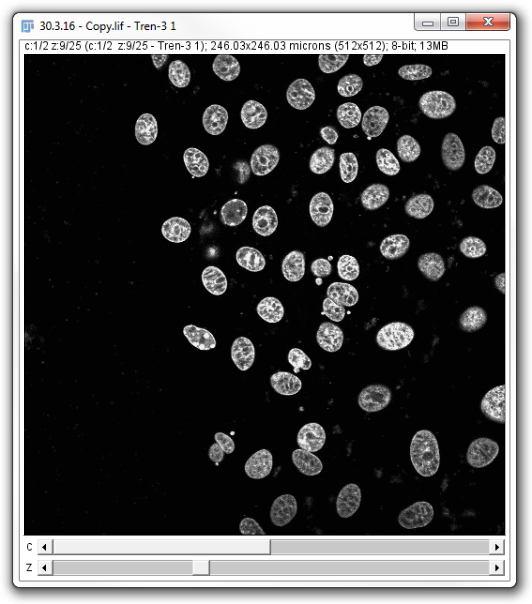 30.3.16 - Copy.lif - Tren-3 1
c:1/2 z:9/25 (c:1/2 z:9/25 - Tren-3 1); 246.03x246.03 microns (512x512); 8-bit; 13MB
C
Z